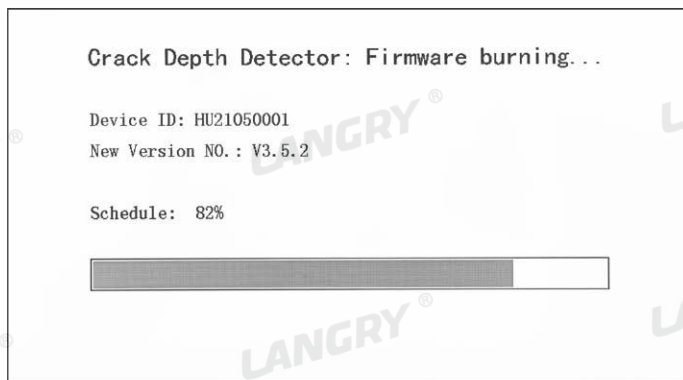 Crack Depth Detector: Firmware burning...
Device ID: HU21050001
LANGRY®
New Version NO.: V3.5.2
Schedule: 82%
LANGRY®